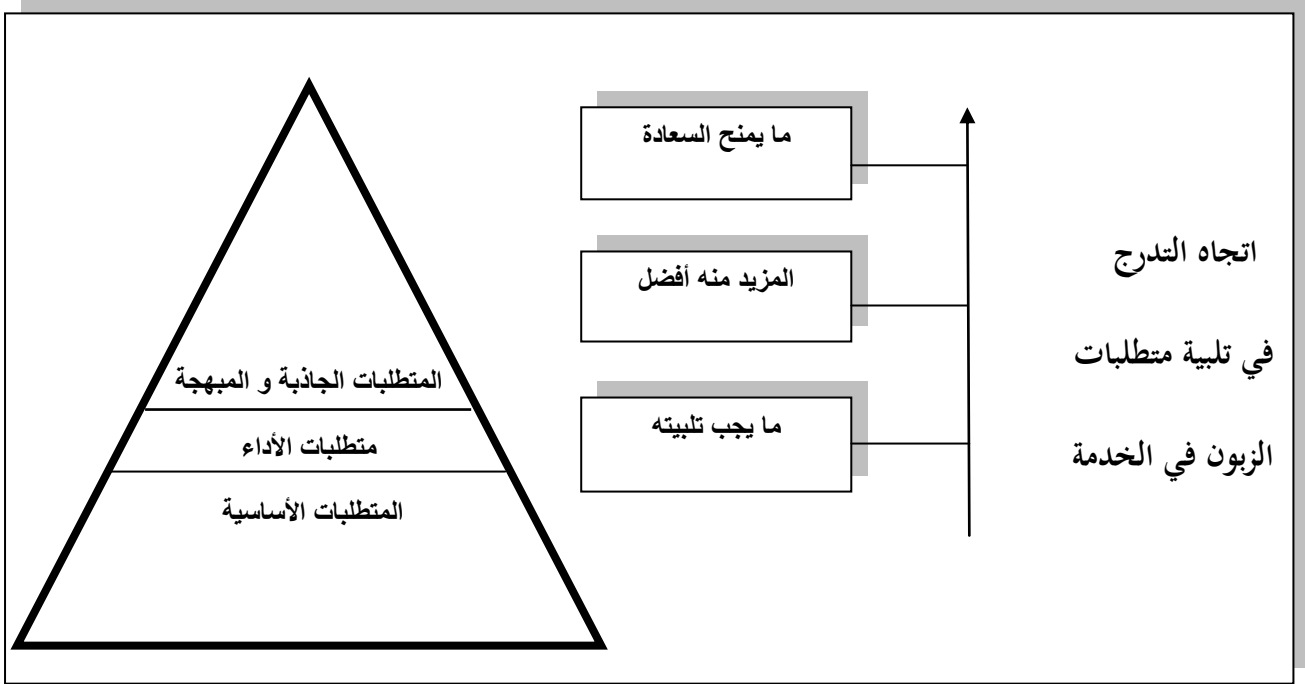 ما يمنح السعادة
المزيد منه أفضل
ما يجب تلبيته
اتجاه التدرج
في تلبية متطلبات
الزبون في الخدمة
المتطلبات الجاذبة و المبهجة
متطلبات الأداء
المتطلبات الأساسية